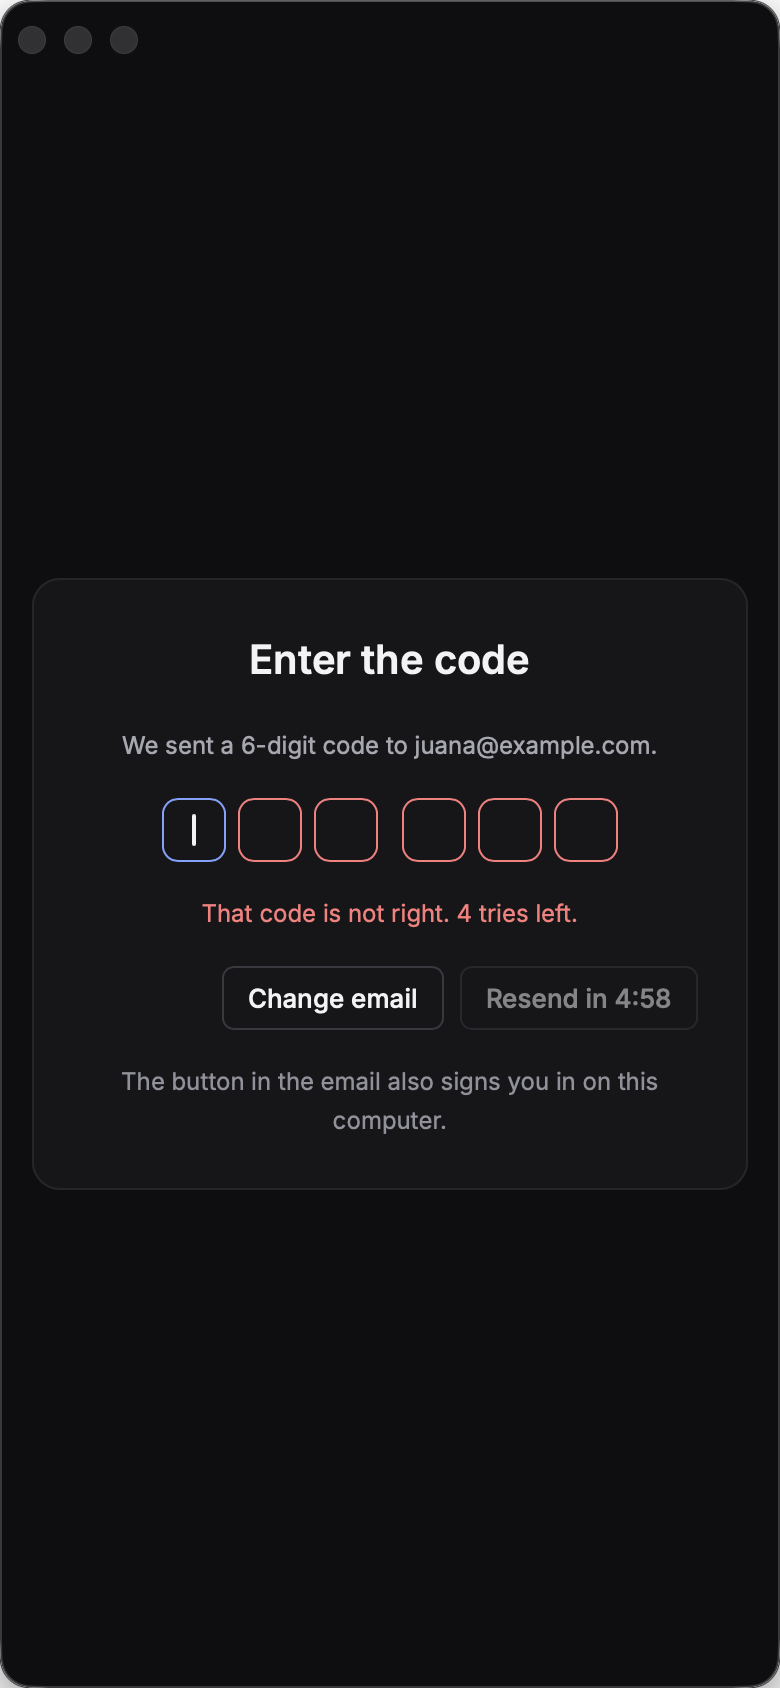 Enter the code
We sent a 6-digit code to juana@example.com.
That code is not right. 4 tries left.
Change email
Resend in 4:58
The button in the email also signs you in on this
computer.